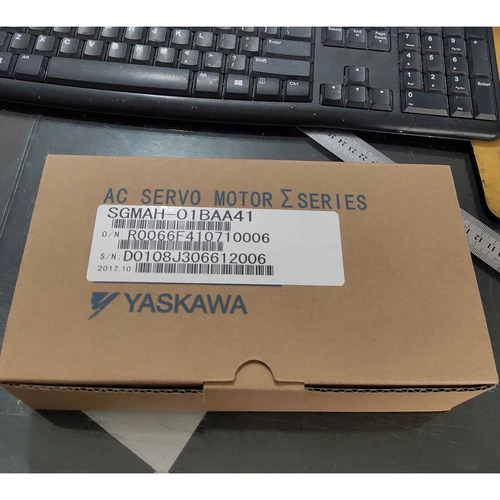 AC SERVO MOTOR Σ SERIES
SGMAH-01BAA41
O/N: R0066F410710006
S/N: D0108J306612006
2017.10
YASKAWA